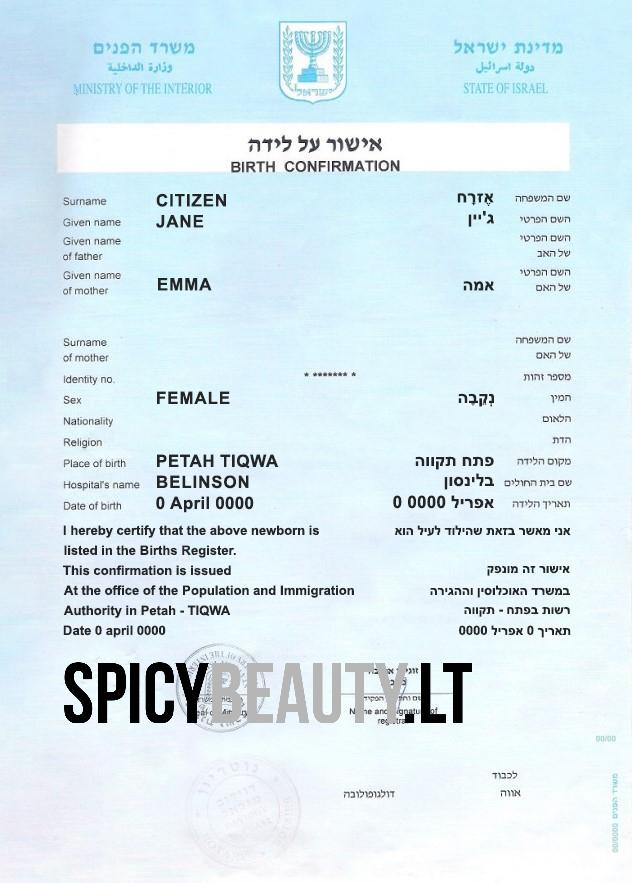 משרד הפנים
وزارة الداخلية
MINISTRY OF THE INTERIOR
ישראל
מדינת ישראל
دولة اسرائيل
STATE OF ISRAEL
אישור על לידה
BIRTH CONFIRMATION
Surname CITIZEN אֶזרָח שם המשפחה
Given name JANE ג'יין השם הפרטי
Given name השם הפרטי
of father של האב
Given name השם הפרטי
of mother EMMA אמה של האם
Surname שם המשפחה
of mother של האם
Identity no. * ******* * מספר זהות
Sex FEMALE נְקֵבָה המין
Nationality הלאום
Religion הדת
Place of birth PETAH TIQWA פתח תקווה מקום הלידה
Hospital's name BELINSON בלינסון שם בית החולים
Date of birth 0 April 0000 0 אפריל 0000 תאריך הלידה
I hereby certify that the above newborn is אני מאשר בזאת שהילוד לעיל הוא
listed in the Births Register.
This confirmation is issued אישור זה מונפק
At the office of the Population and Immigration במשרד האוכלוסין וההגירה
Authority in Petah - TIQWA רשות בפתח - תקווה
Date 0 april 0000 תאריך 0 אפריל 0000
SPICYBEAUTY.LT
Name and signature of
registrar
00/00
לכבוד
דולגופולובה אווה
משרד הפנים
00/0000